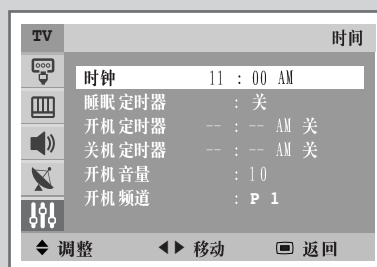 TV 时间
时钟 11 : 00 AM
睡眠定时器 : 关
开机定时器 -- : -- AM 关
关机定时器 -- : -- AM 关
开机音量 : 10
开机频道 : P 1
调整 移动 返回